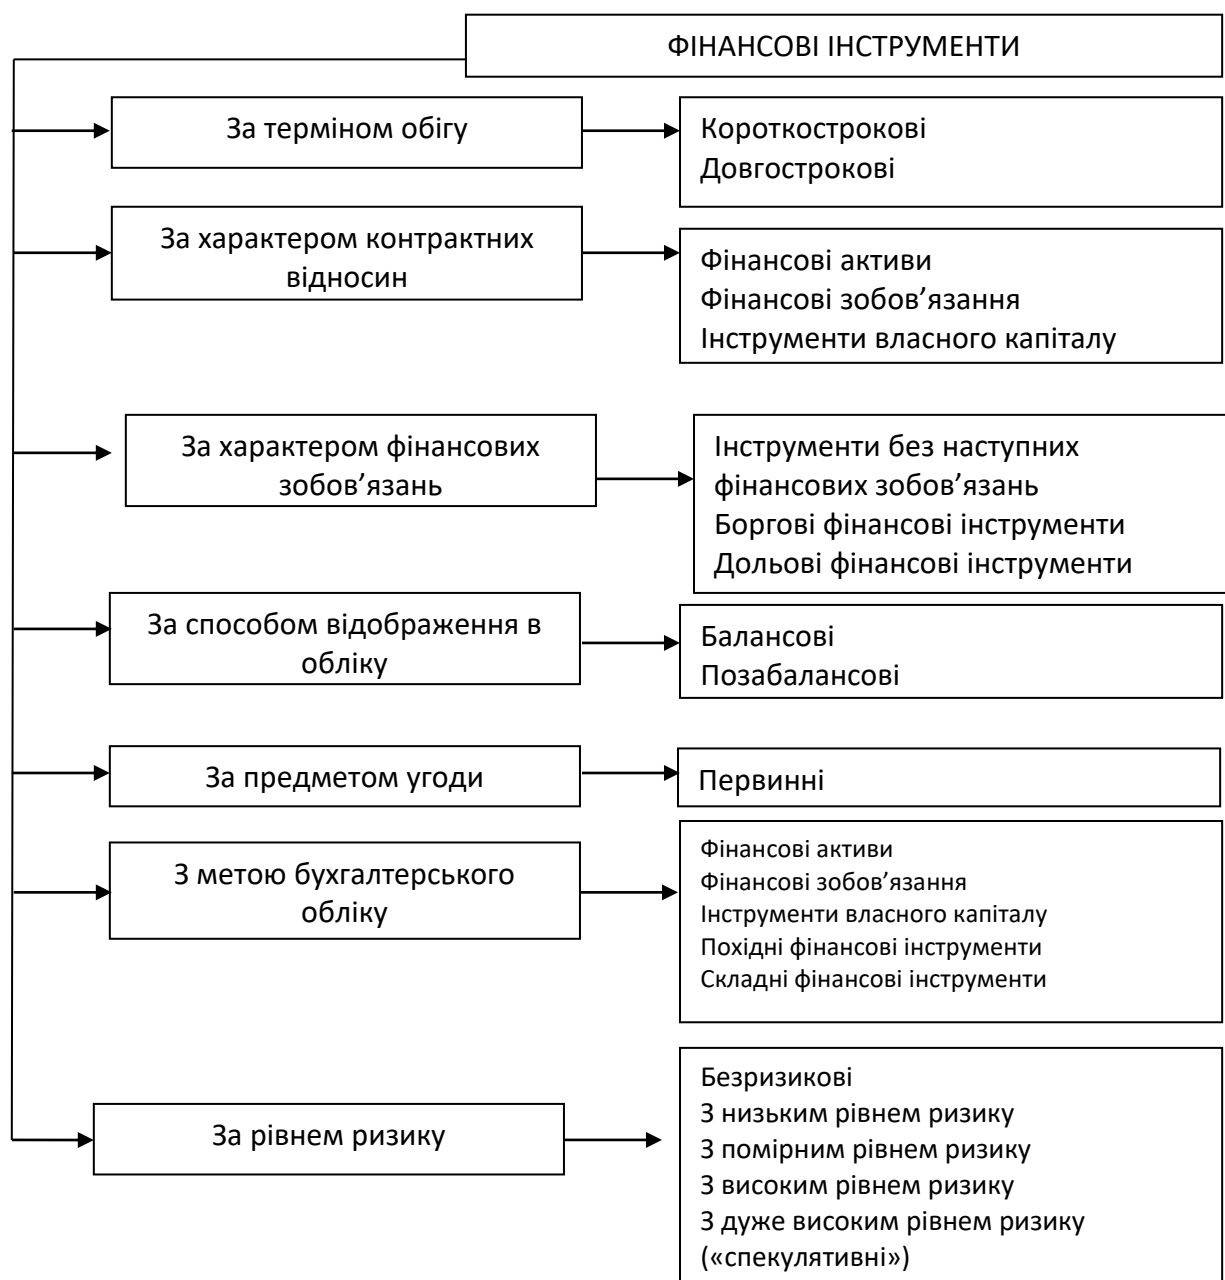 ФІНАНСОВІ ІНСТРУМЕНТИ
За терміном обігу
Короткострокові
Довгострокові
За характером контрактних
відносин
Фінансові активи
Фінансові зобов’язання
Інструменти власного капіталу
За характером фінансових
зобов’язань
Інструменти без наступних
фінансових зобов’язань
Боргові фінансові інструменти
Дольові фінансові інструменти
За способом відображення в
обліку
Балансові
Позабалансові
За предметом угоди
Первинні
З метою бухгалтерського
обліку
Фінансові активи
Фінансові зобов’язання
Інструменти власного капіталу
Похідні фінансові інструменти
Складні фінансові інструменти
За рівнем ризику
Безризикові
З низьким рівнем ризику
З помірним рівнем ризику
З високим рівнем ризику
З дуже високим рівнем ризику
(«спекулятивні»)